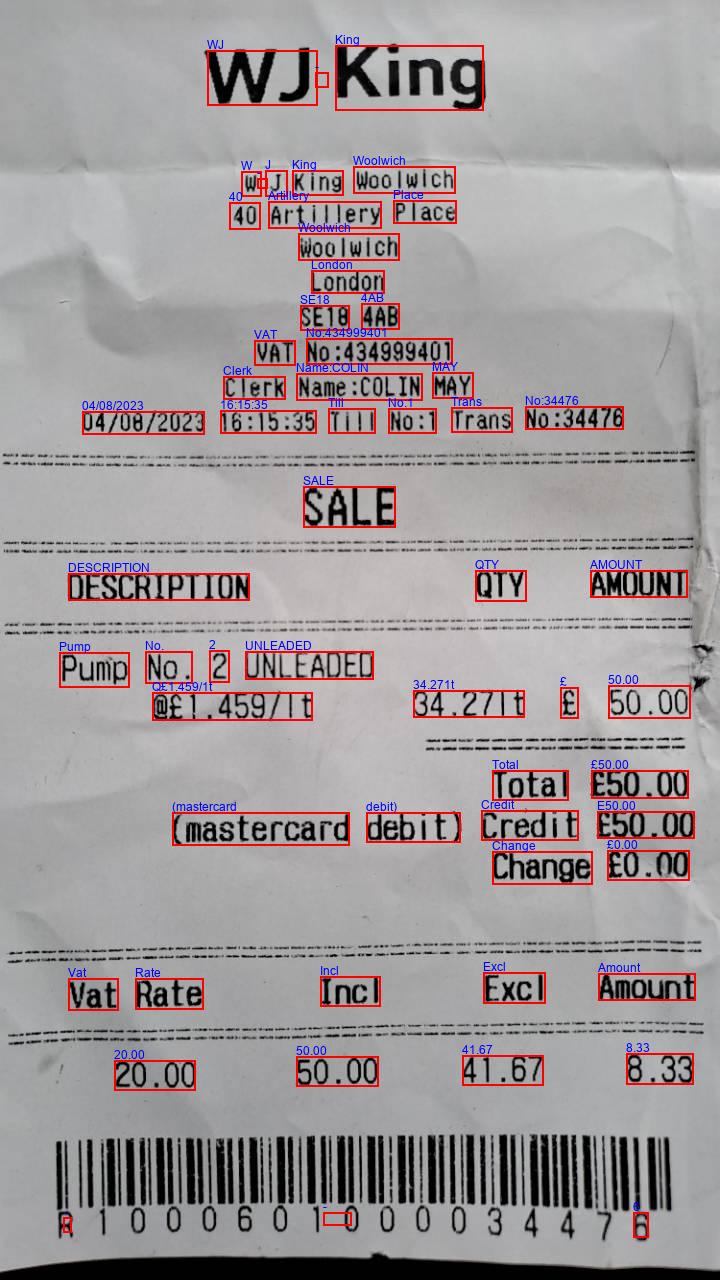 WJ King
W J King Woolwich
40 Artillery Place
Woolwich
London
SE18 4AB
VAT No:434999401
Clerk Name:COLIN MAY
04/08/2023 16:15:35 Till No:1 Trans No:34476
SALE
DESCRIPTION QTY AMOUNT
Pump No. 2 UNLEADED
@£1.459/lt 34.27lt £ 50.00
Total £50.00
(mastercard debit) Credit £50.00
Change £0.00
Vat Rate Incl Excl Amount
20.00 50.00 41.67 8.33
A 1 0 0 0 6 0 1 0 0 0 0 3 4 4 7 6